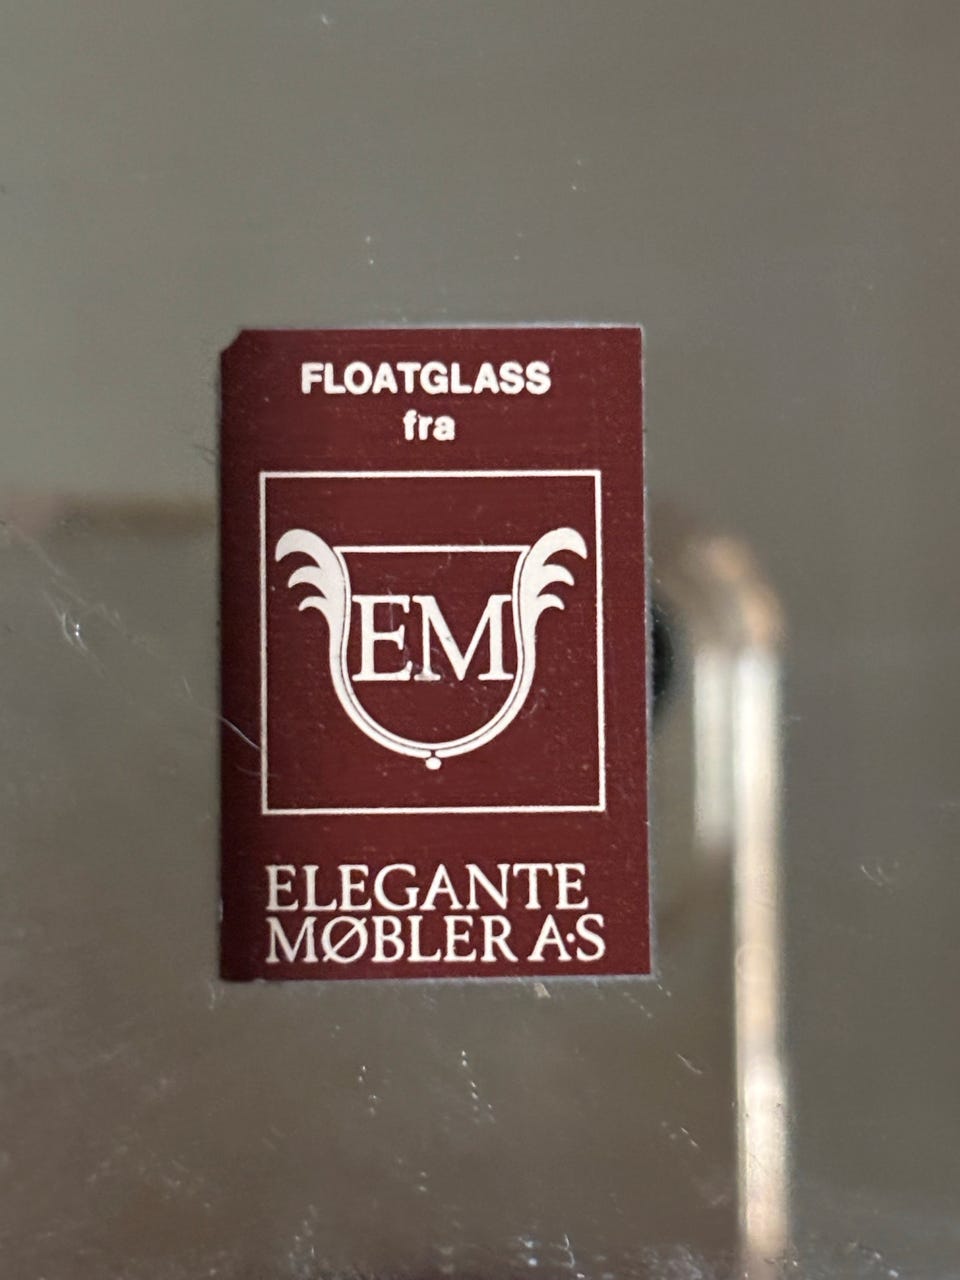 FLOATGLASS
fra
EM
ELEGANTE
MØBLER A·S